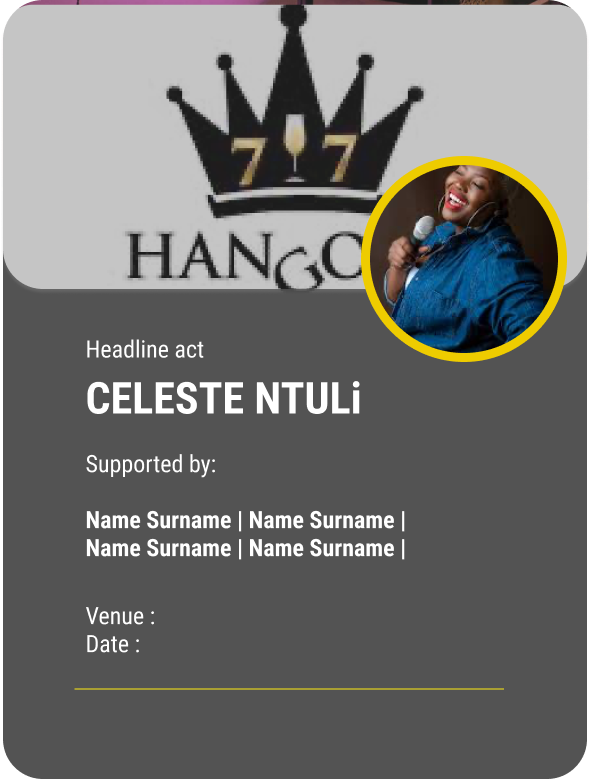 7 7
HANGO
Headline act
CELESTE NTULi
Supported by:
Name Surname | Name Surname |
Name Surname | Name Surname |
Venue :
Date :